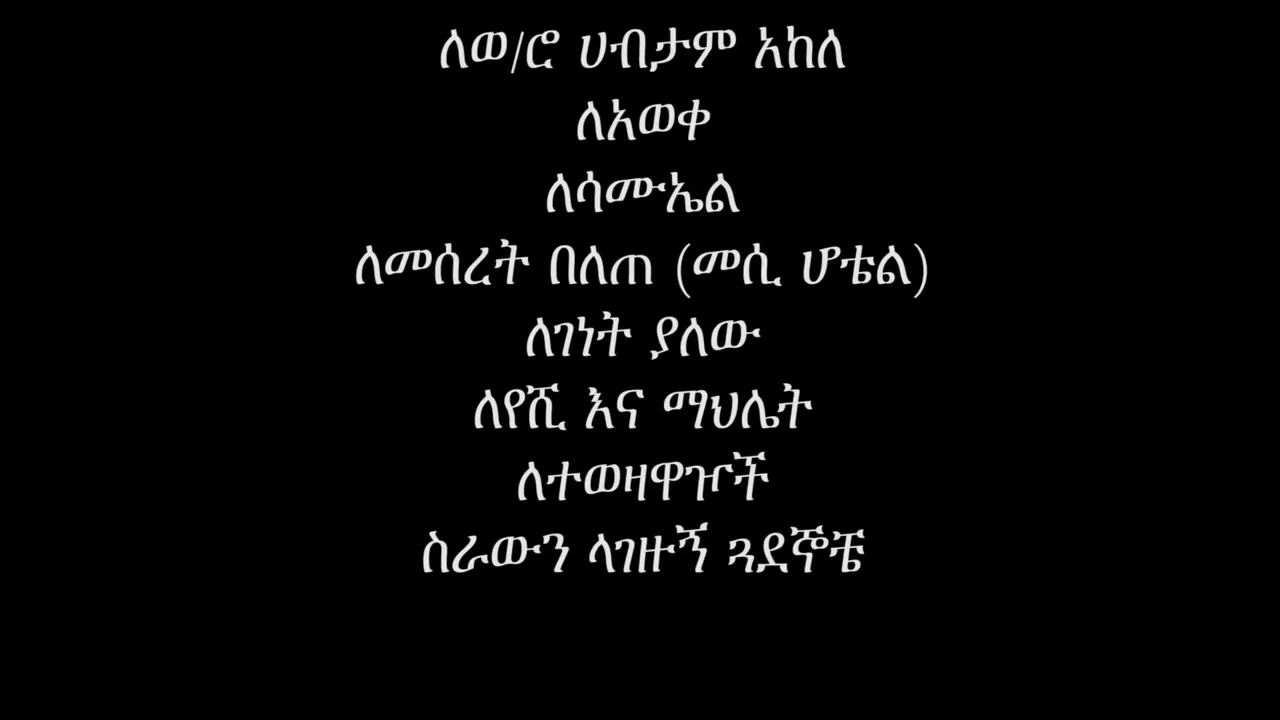 ለወ/ሮ ሀብታም አከለ
ለአወቀ
ለሳሙኤል
ለመሰረት በለጠ (መሲ ሆቴል)
ለገነት ያለው
ለየሺ እና ማህሌት
ለተወዛዋዦች
ስራውን ላገዙኝ ጓደኞቼ